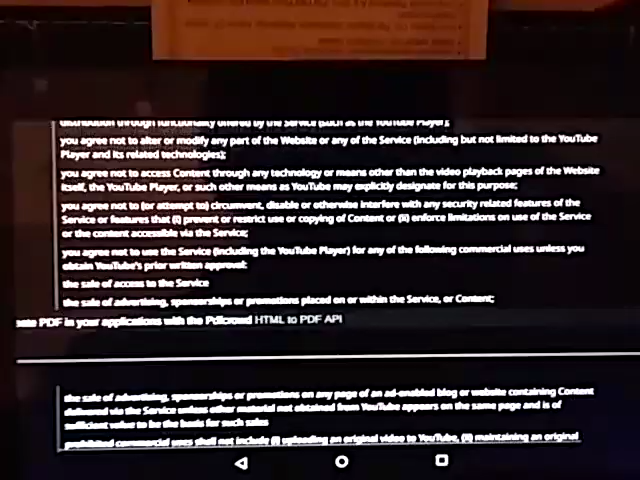 distribution through functionality offered by the Service (such as the YouTube Player);
you agree not to alter or modify any part of the Website or any of the Service (including but not limited to the YouTube
Player and its related technologies);
you agree not to access Content through any technology or means other than the video playback pages of the Website
itself, the YouTube Player, or such other means as YouTube may explicitly designate for this purpose;
you agree not to (or attempt to) circumvent, disable or otherwise interfere with any security related features of the
Service or features that (i) prevent or restrict use or copying of Content or (ii) enforce limitations on use of the Service
or the content accessible via the Service;
you agree not to use the Service (including the YouTube Player) for any of the following commercial uses unless you
obtain YouTube's prior written approval:
the sale of access to the Service
the sale of advertising, sponsorships or promotions placed on or within the Service, or Content;
PDF in your applications with the Pdfcrowd HTML to PDF API
the sale of advertising, sponsorships or promotions on any page of an ad-enabled blog or website containing Content
delivered via the Service unless other material not obtained from YouTube appears on the same page and is of
sufficient value to be the basis for such sales
prohibited commercial uses shall not include (i) uploading an original video to YouTube, (ii) maintaining an original